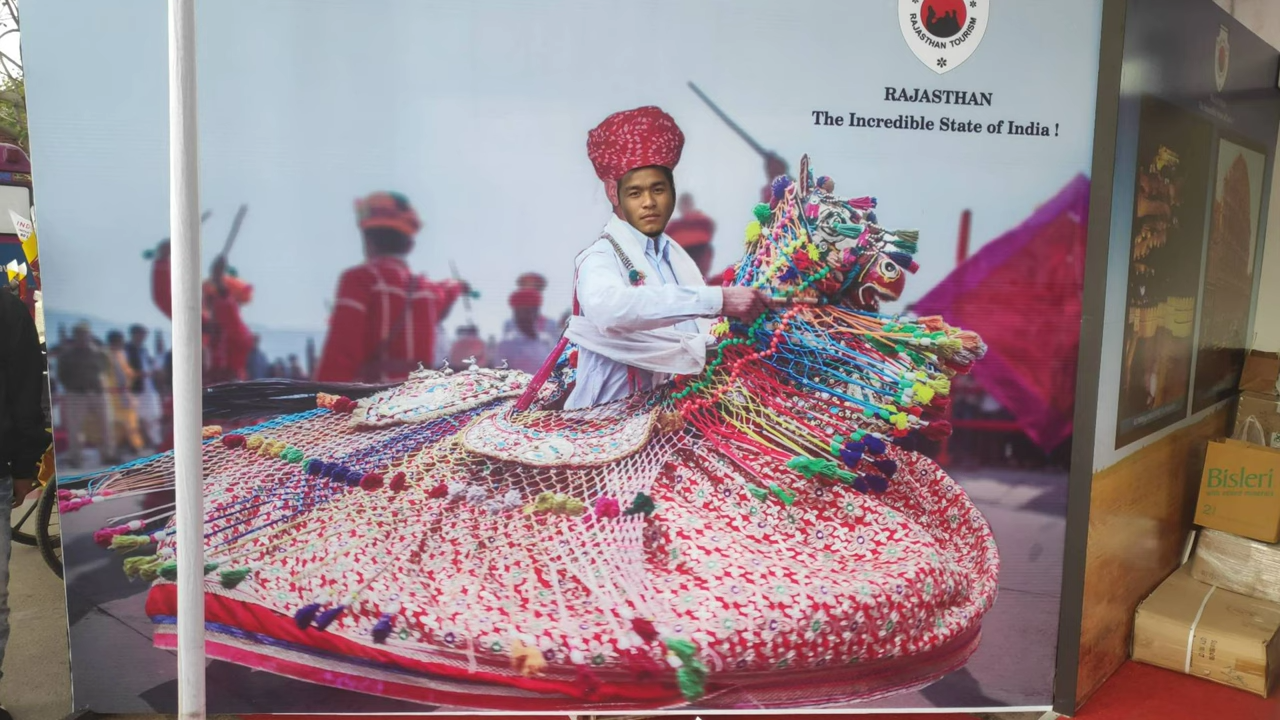 RAJASTHAN TOURISM
RAJASTHAN
The Incredible State of India !
Bisleri